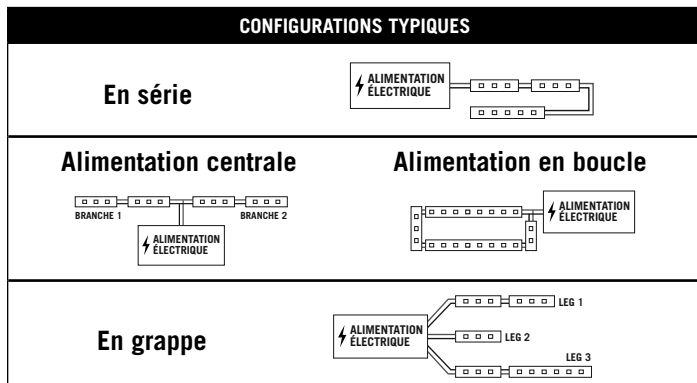 CONFIGURATIONS TYPIQUES
En série
ALIMENTATION
ÉLECTRIQUE
Alimentation centrale
BRANCHE 1
BRANCHE 2
ALIMENTATION
ÉLECTRIQUE
Alimentation en boucle
ALIMENTATION
ÉLECTRIQUE
En grappe
ALIMENTATION
ÉLECTRIQUE
LEG 1
LEG 2
LEG 3